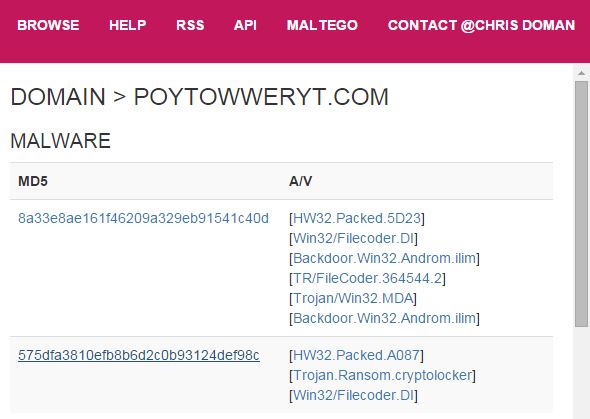 BROWSE HELP RSS API MALTEGO CONTACT @CHRIS DOMAN
DOMAIN > POYTOWWERYT.COM
MALWARE
MD5 A/V
8a33e8ae161f46209a329eb91541c40d [HW32.Packed.5D23]
[Win32/Filecoder.DI]
[Backdoor.Win32.Androm.ilim]
[TR/FileCoder.364544.2]
[Trojan/Win32.MDA]
[Backdoor.Win32.Androm.ilim]
575dfa3810efb8b6d2c0b93124def98c [HW32.Packed.A087]
[Trojan.Ransom.cryptolocker]
[Win32/Filecoder.DI]